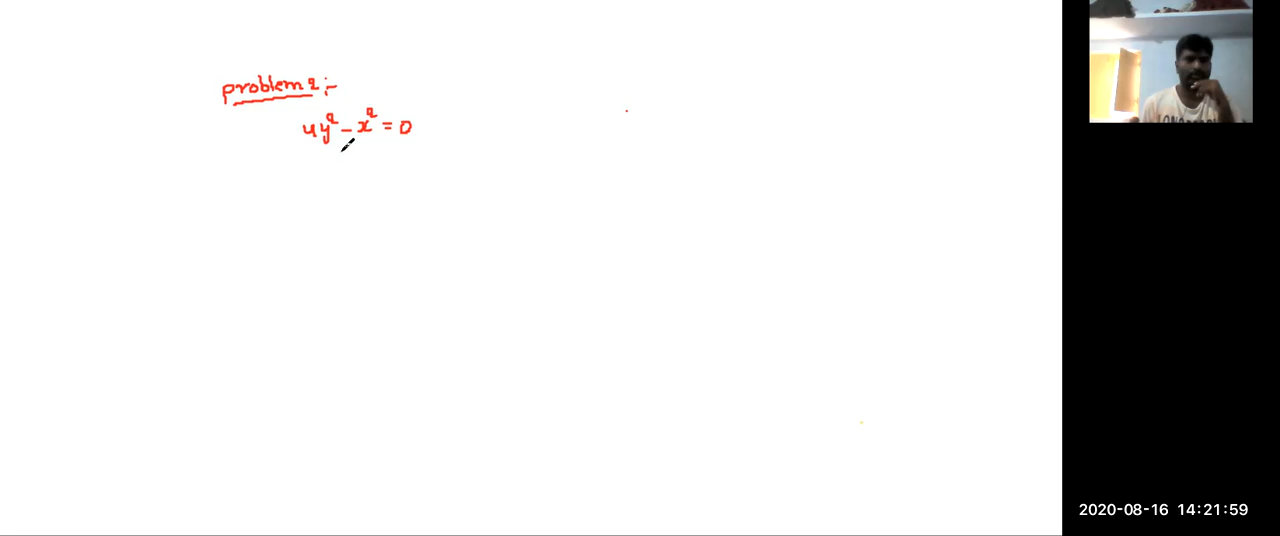 problem 2 :-
4y² - x² = 0
2020-08-16 14:21:59